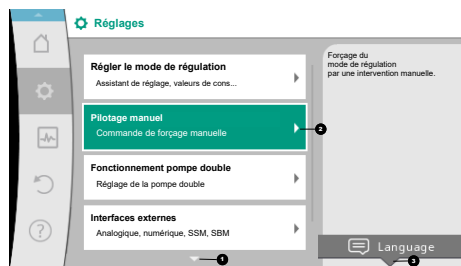 Réglages
Régler le mode de régulation
Assistant de réglage, valeurs de cons...
Pilotage manuel
Commande de forçage manuelle
2
Fonctionnement pompe double
Réglage de la pompe double
Interfaces externes
Analogique, numérique, SSM, SBM
1
Forçage du
mode de régulation
par une intervention manuelle.
Language
3
?